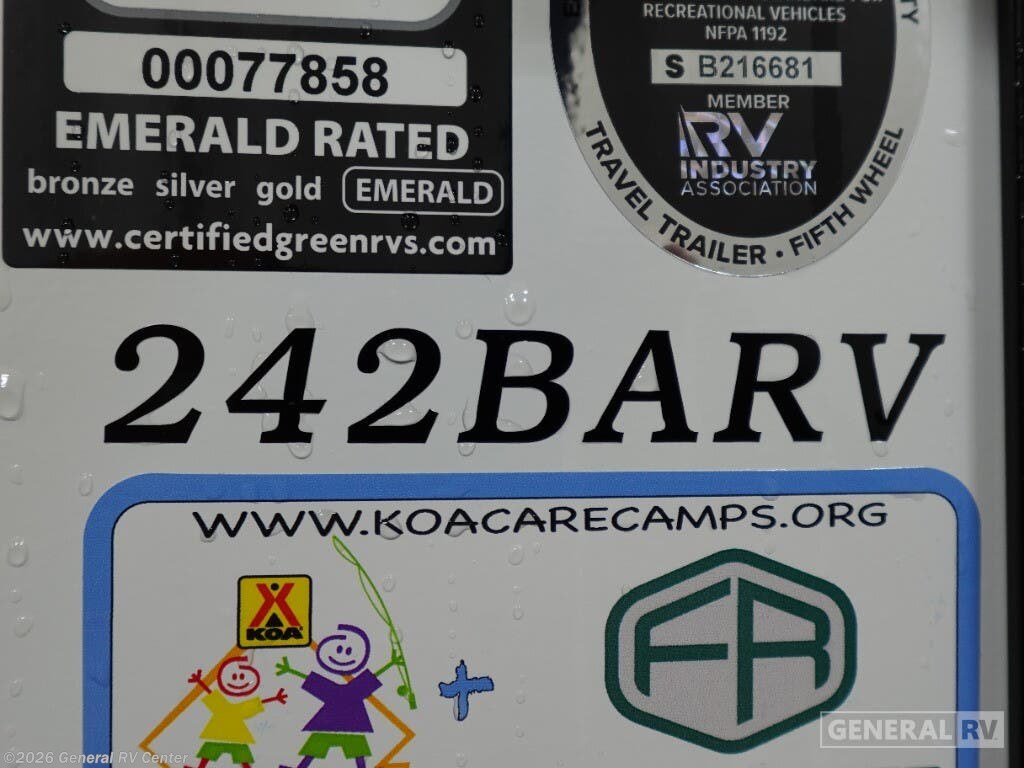 00077858
EMERALD RATED
bronze silver gold EMERALD
www.certifiedgreenrvs.com
RECREATIONAL VEHICLES
NFPA 1192
S B216681
MEMBER
RV
INDUSTRY
ASSOCIATION
TRAVEL TRAILER • FIFTH WHEEL
242BARV
WWW.KOACARECAMPS.ORG
KOA
+
FR
GENERAL RV
©2026 General RV Center